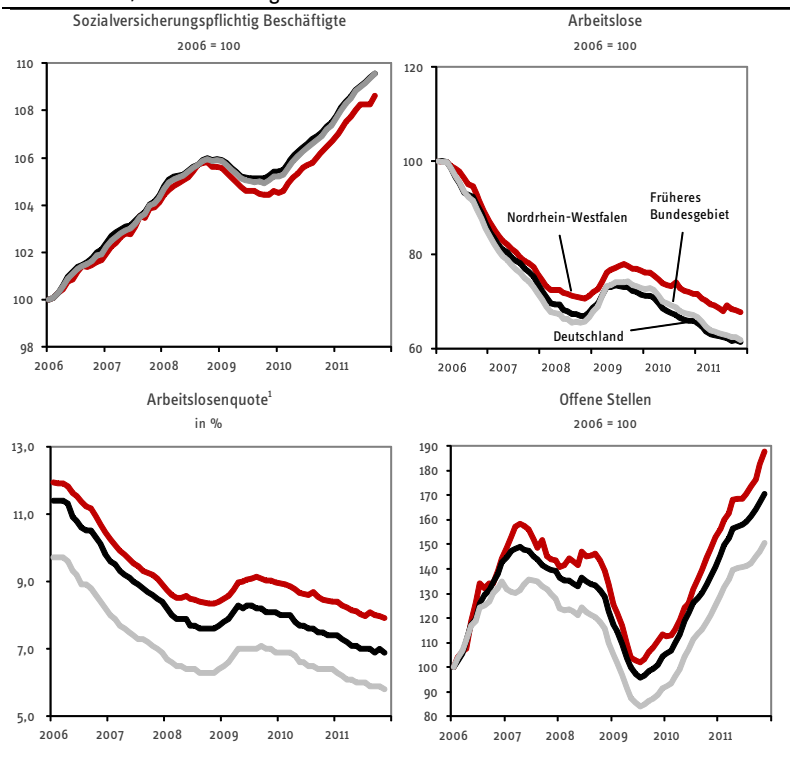 Sozialversicherungspflichtig Beschäftigte
2006 = 100
110
108
106
104
102
100
98
2006 2007 2008 2009 2010 2011
Arbeitslose
2006 = 100
120
100
80
60
Nordrhein-Westfalen
Früheres
Bundesgebiet
Deutschland
2006 2007 2008 2009 2010 2011
Arbeitslosenquote¹
in %
13,0
11,0
9,0
7,0
5,0
2006 2007 2008 2009 2010 2011
Offene Stellen
2006 = 100
190
180
170
160
150
140
130
120
110
100
90
80
2006 2007 2008 2009 2010 2011